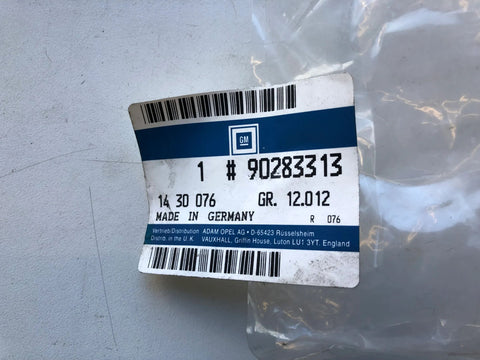 GM
1 # 90283313
14 30 076 GR. 12.012
MADE IN GERMANY R 076
Vertrieb/Distribution ADAM OPEL AG • D-65423 Rüsselsheim
Distrib. in the U.K. VAUXHALL, Griffin House, Luton LU1 3YT. England